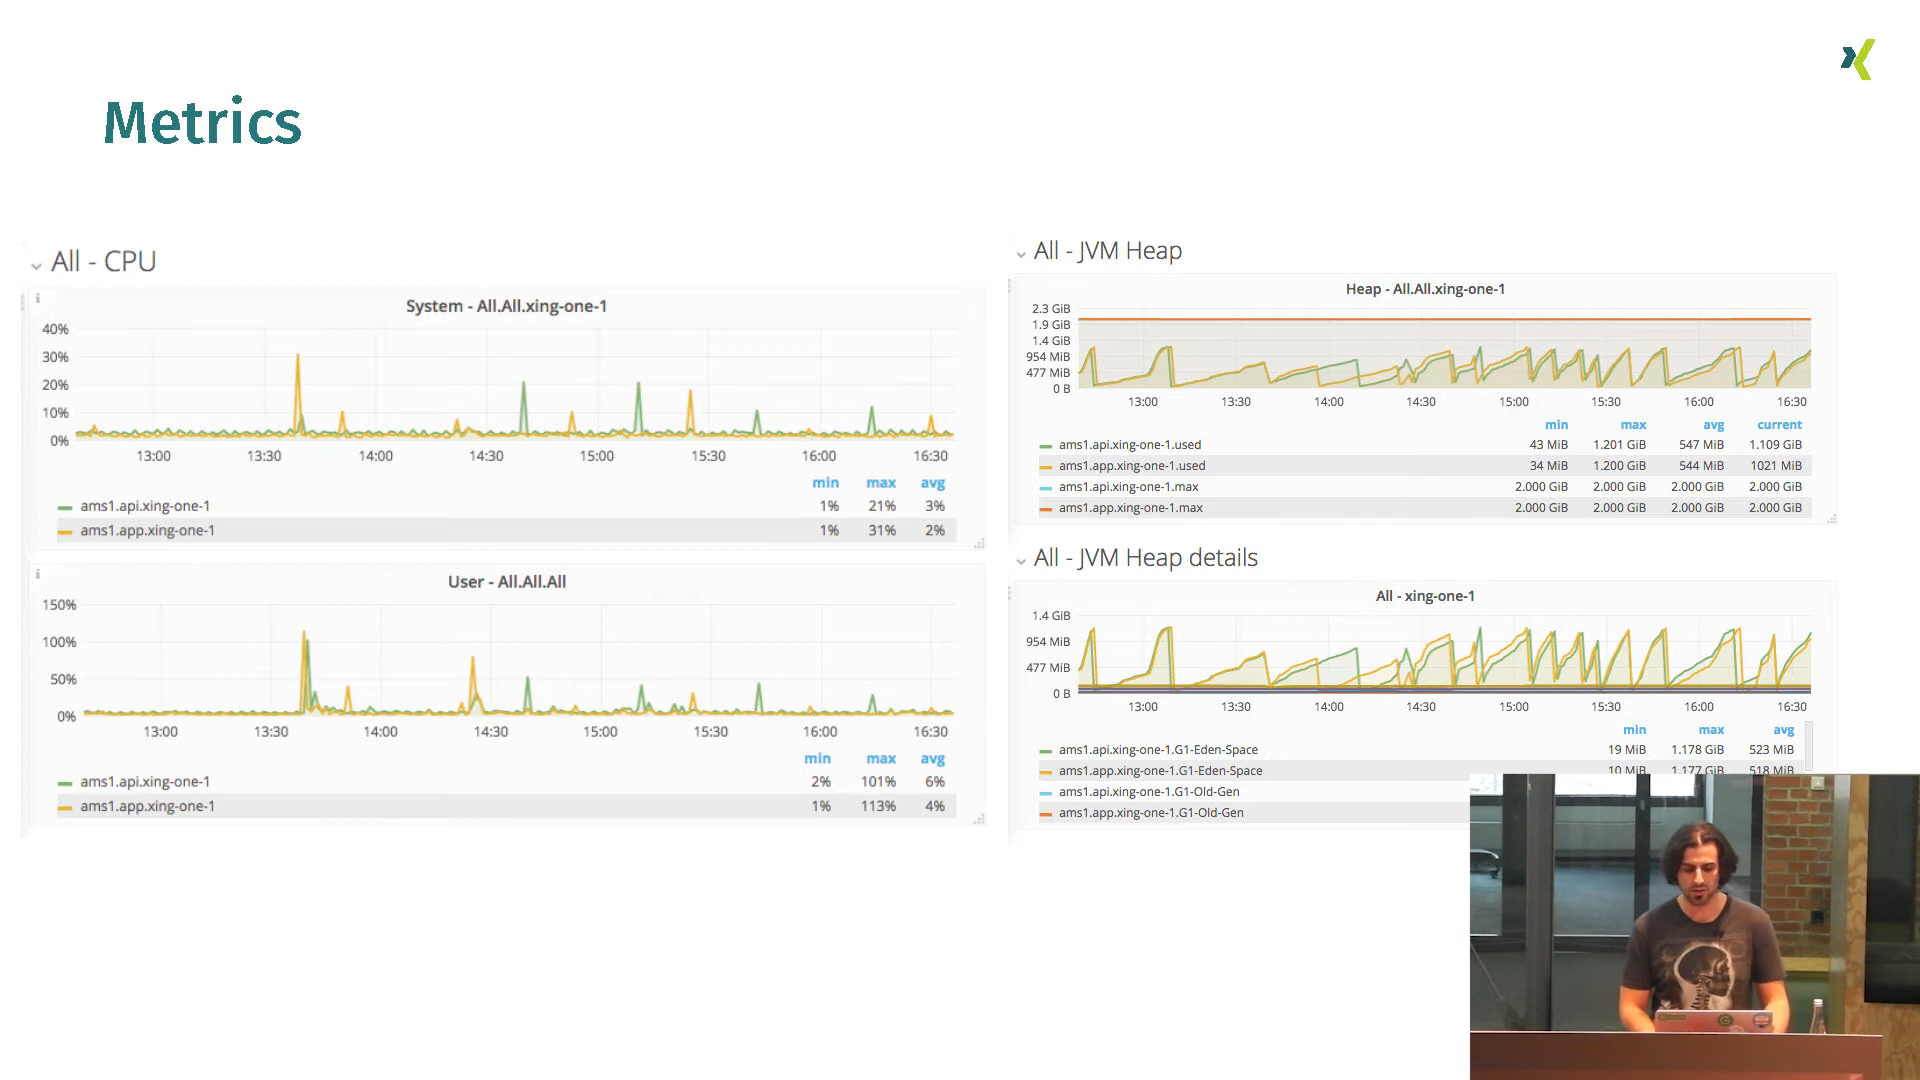 Metrics
All - CPU
System - All.All.xing-one-1
40%
30%
20%
10%
0%
13:00 13:30 14:00 14:30 15:00 15:30 16:00 16:30
min max avg
ams1.api.xing-one-1 1% 21% 3%
ams1.app.xing-one-1 1% 31% 2%
User - All.All.All
150%
100%
50%
0%
13:00 13:30 14:00 14:30 15:00 15:30 16:00 16:30
min max avg
ams1.api.xing-one-1 2% 101% 6%
ams1.app.xing-one-1 1% 113% 4%
All - JVM Heap
Heap - All.All.xing-one-1
2.3 GiB
1.9 GiB
1.4 GiB
954 MiB
477 MiB
0 B
13:00 13:30 14:00 14:30 15:00 15:30 16:00 16:30
min max avg current
ams1.api.xing-one-1.used 43 MiB 1.201 GiB 547 MiB 1.109 GiB
ams1.app.xing-one-1.used 34 MiB 1.200 GiB 544 MiB 1021 MiB
ams1.api.xing-one-1.max 2.000 GiB 2.000 GiB 2.000 GiB 2.000 GiB
ams1.app.xing-one-1.max 2.000 GiB 2.000 GiB 2.000 GiB 2.000 GiB
All - JVM Heap details
All - xing-one-1
1.4 GiB
954 MiB
477 MiB
0 B
13:00 13:30 14:00 14:30 15:00 15:30 16:00 16:30
min max avg
ams1.api.xing-one-1.G1-Eden-Space 19 MiB 1.178 GiB 523 MiB
ams1.app.xing-one-1.G1-Eden-Space 10 MiB 1.177 GiB 518 MiB
ams1.api.xing-one-1.G1-Old-Gen
ams1.app.xing-one-1.G1-Old-Gen